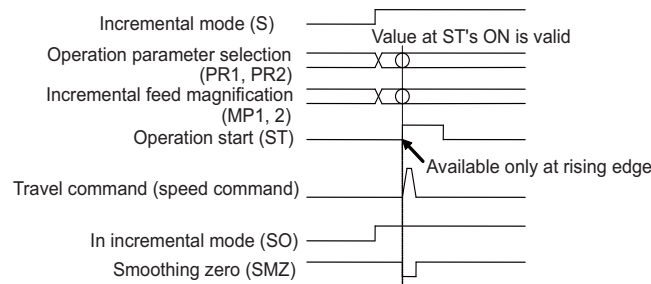 Incremental mode (S)
Value at ST's ON is valid
Operation parameter selection
(PR1, PR2)
Incremental feed magnification
(MP1, 2)
Operation start (ST)
Available only at rising edge
Travel command (speed command)
In incremental mode (SO)
Smoothing zero (SMZ)